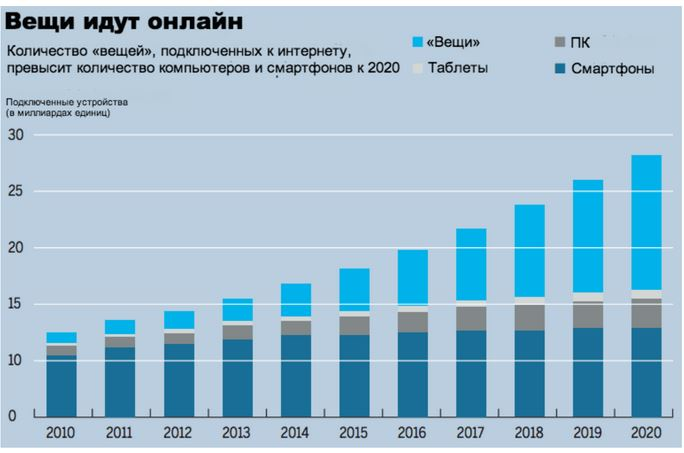 Вещи идут онлайн
Количество «вещей», подключенных к интернету,
превысит количество компьютеров и смартфонов к 2020
«Вещи»
ПК
Таблеты
Смартфоны
Подключенные устройства
(в миллиардах единиц)
30
25
20
15
10
0
2010 2011 2012 2013 2014 2015 2016 2017 2018 2019 2020